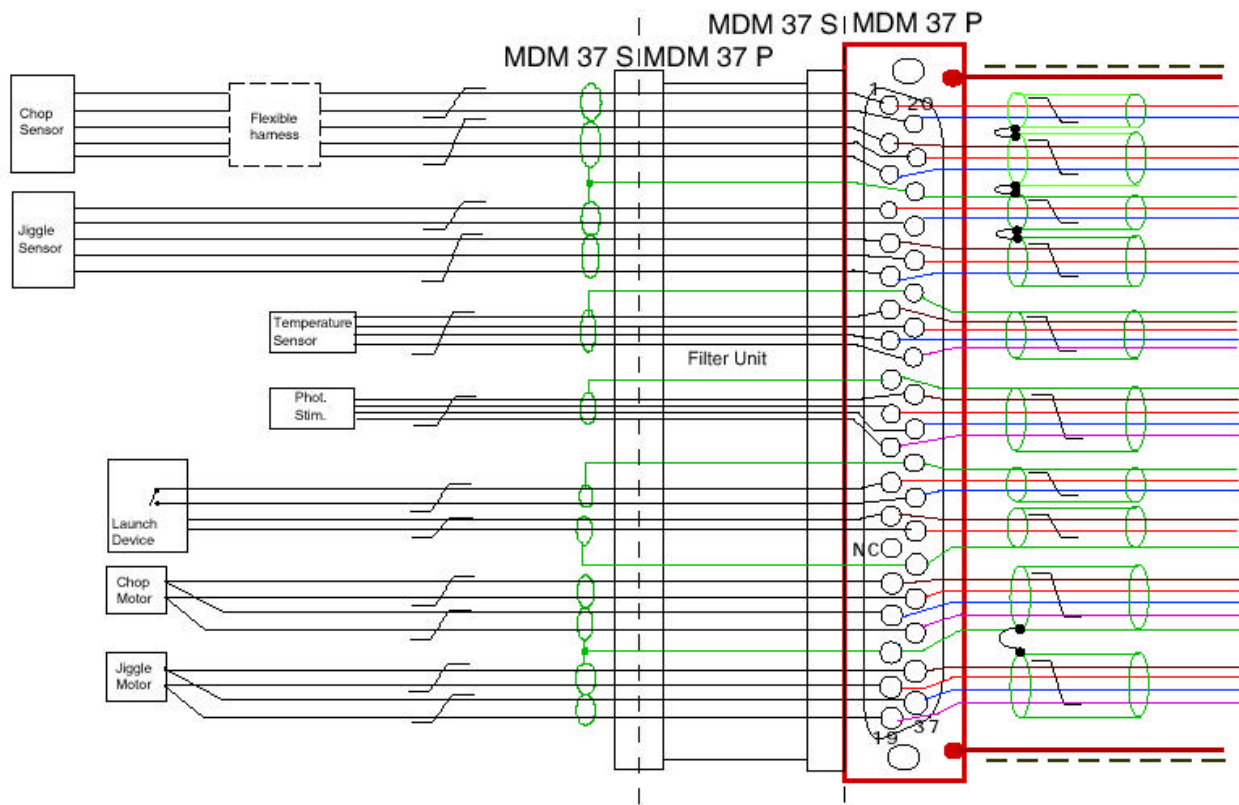 MDM 37 S MDM 37 P
MDM 37 S MDM 37 P
1
20
Chop
Sensor
Flexible
harness
Jiggle
Sensor
Temperature
Sensor
Filter Unit
Phot.
Stim.
Launch
Device
NC
Chop
Motor
Jiggle
Motor
37
19